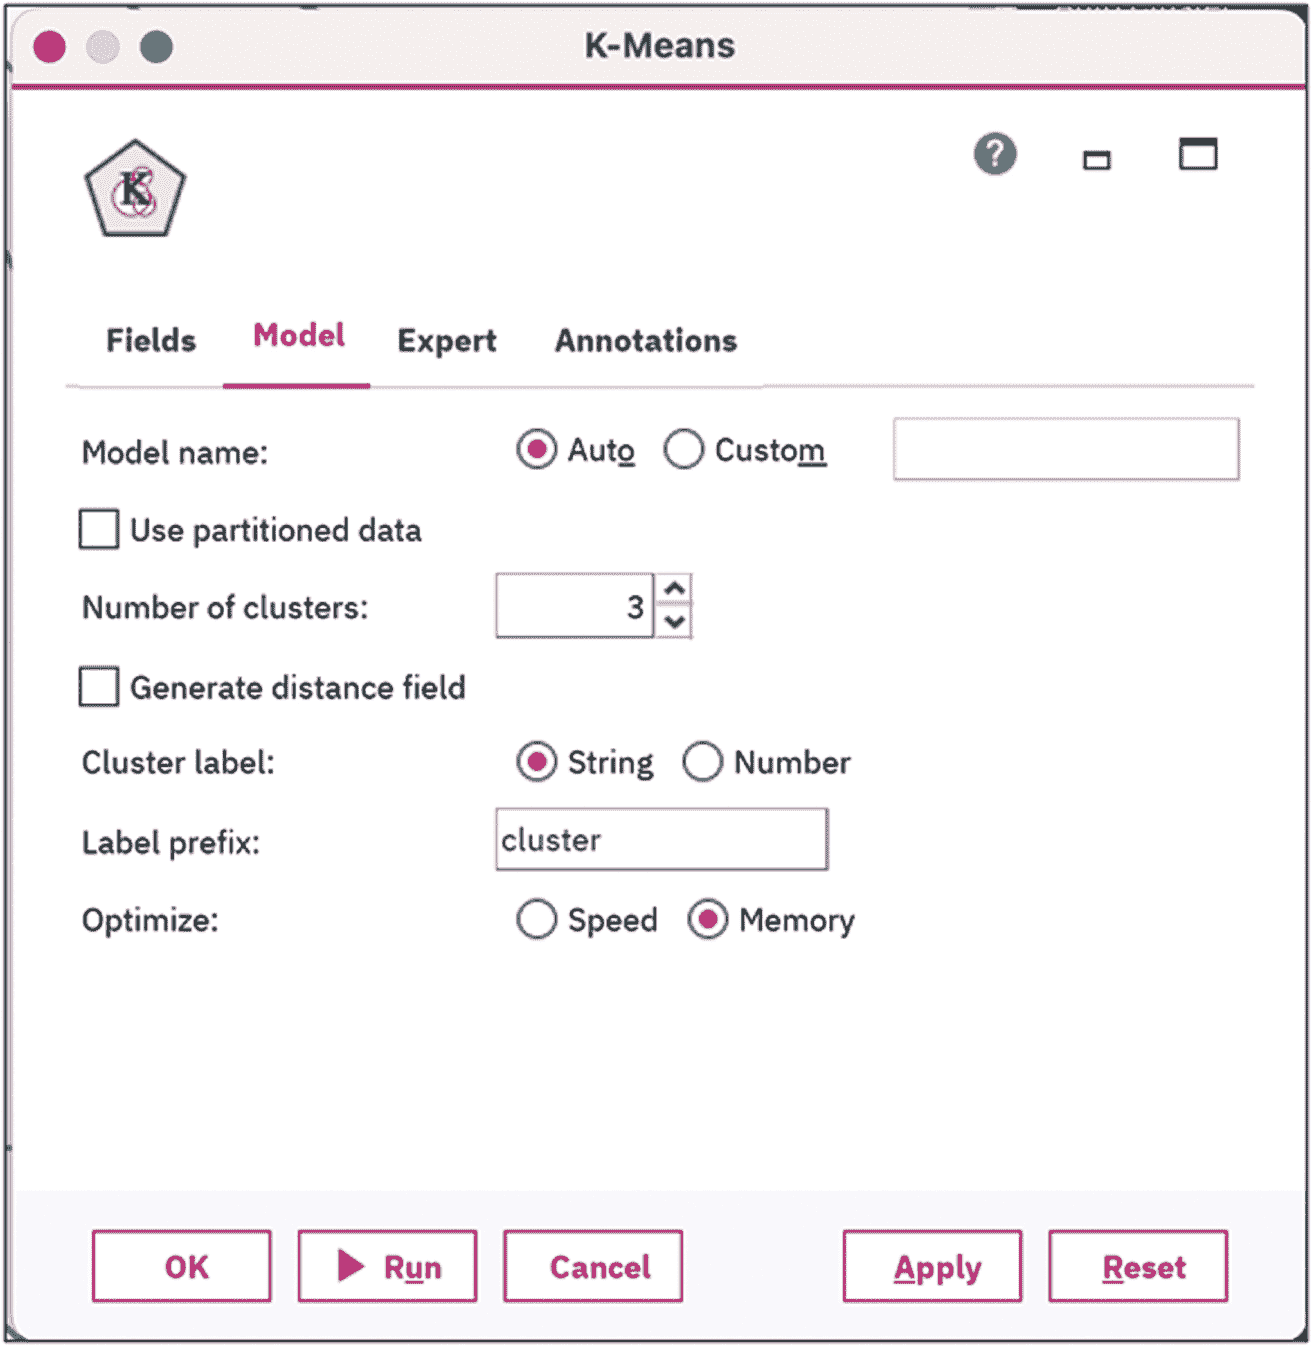 K-Means
K
?
Fields Model Expert Annotations
Model name: Auto Custom
Use partitioned data
Number of clusters: 3
Generate distance field
Cluster label: String Number
Label prefix: cluster
Optimize: Speed Memory
OK Run Cancel Apply Reset